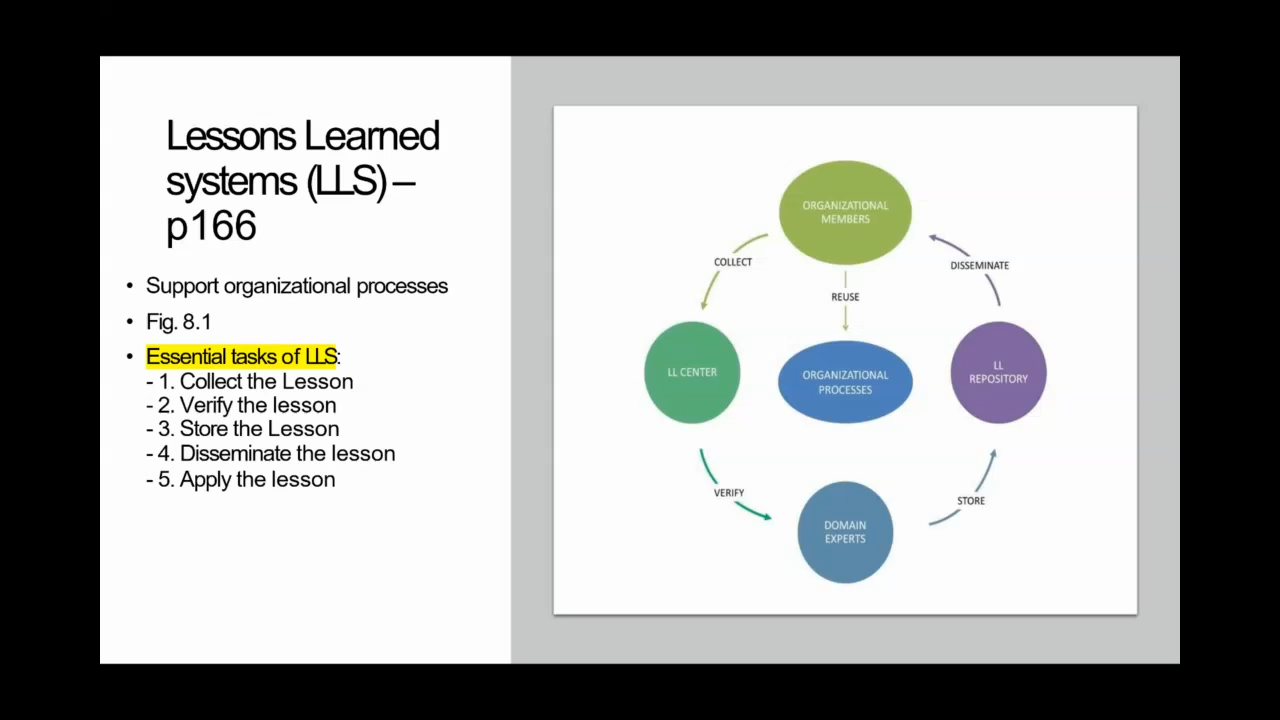 Lessons Learned
systems (LLS) –
p166
• Support organizational processes
• Fig. 8.1
• Essential tasks of LLS:
- 1. Collect the Lesson
- 2. Verify the lesson
- 3. Store the Lesson
- 4. Disseminate the lesson
- 5. Apply the lesson
ORGANIZATIONAL
MEMBERS
COLLECT
DISSEMINATE
REUSE
LL CENTER
ORGANIZATIONAL
PROCESSES
LL
REPOSITORY
VERIFY
STORE
DOMAIN
EXPERTS